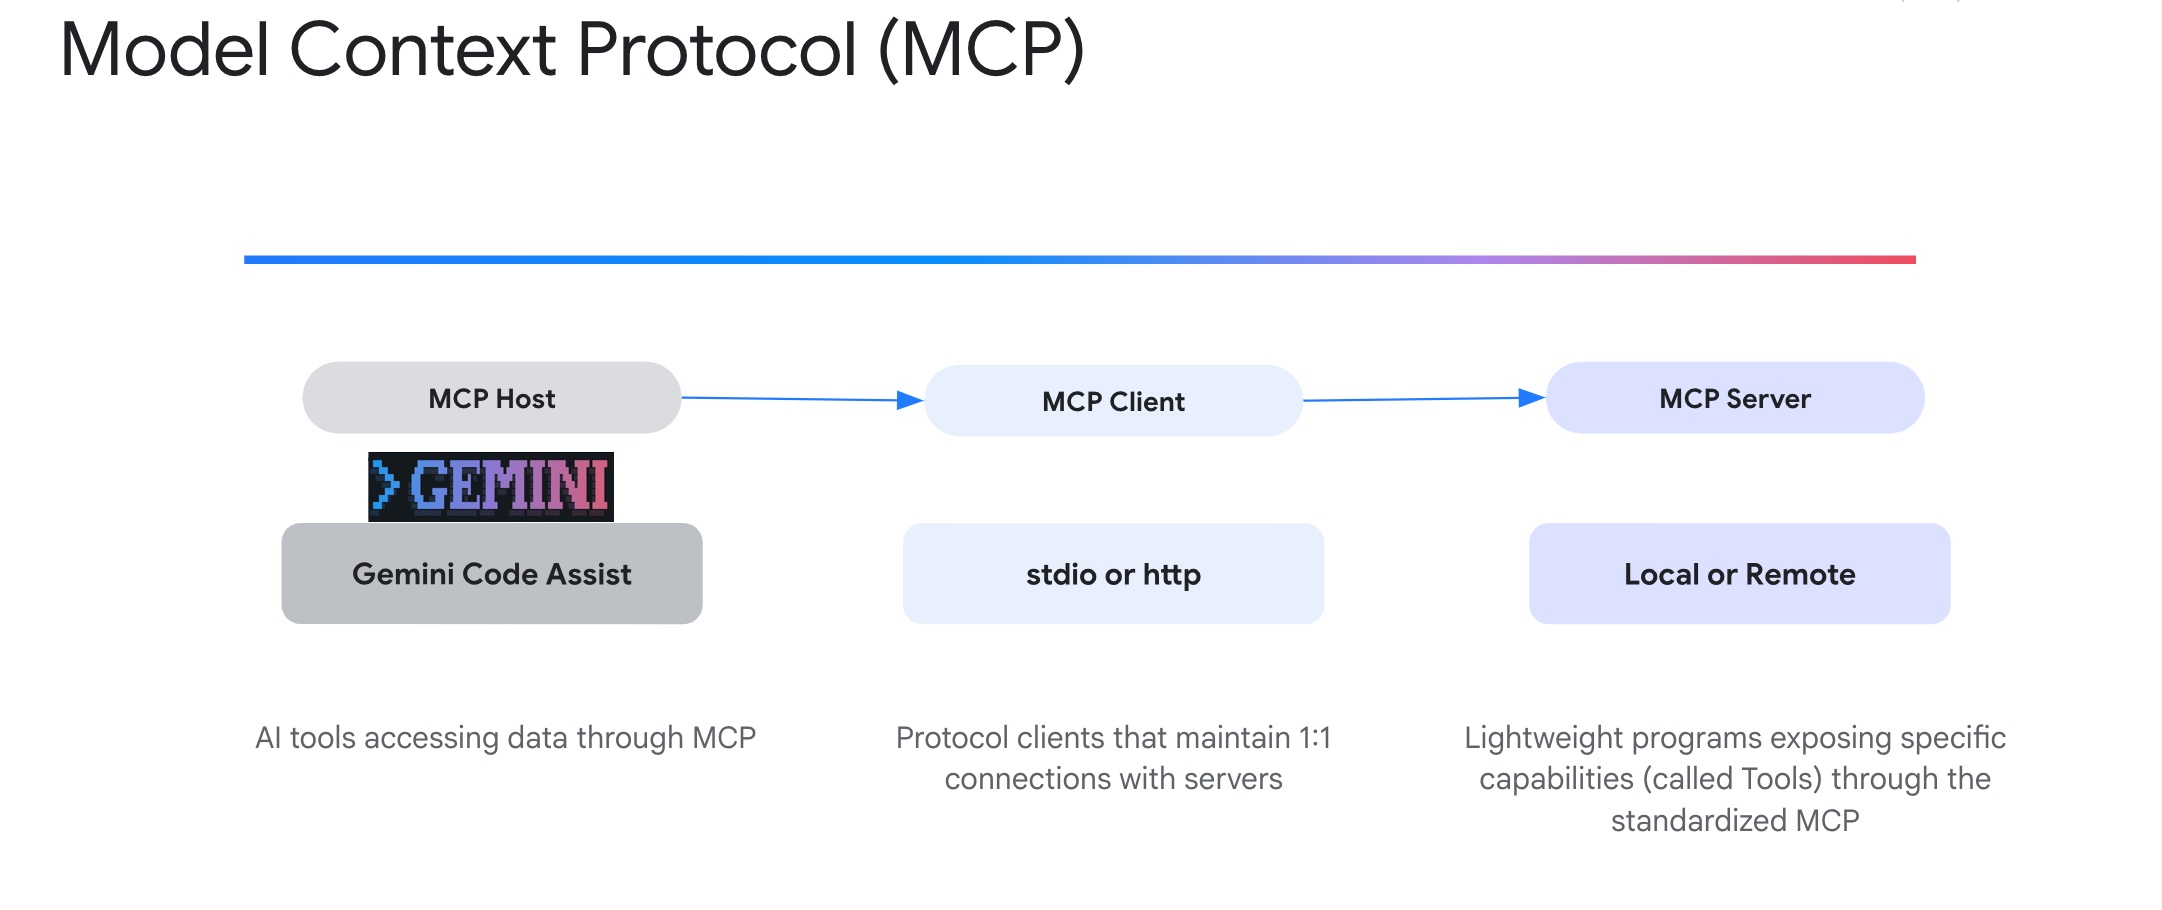 Model Context Protocol (MCP)
MCP Host
MCP Client
MCP Server
>GEMINI
Gemini Code Assist
stdio or http
Local or Remote
AI tools accessing data through MCP
Protocol clients that maintain 1:1
connections with servers
Lightweight programs exposing specific
capabilities (called Tools) through the
standardized MCP